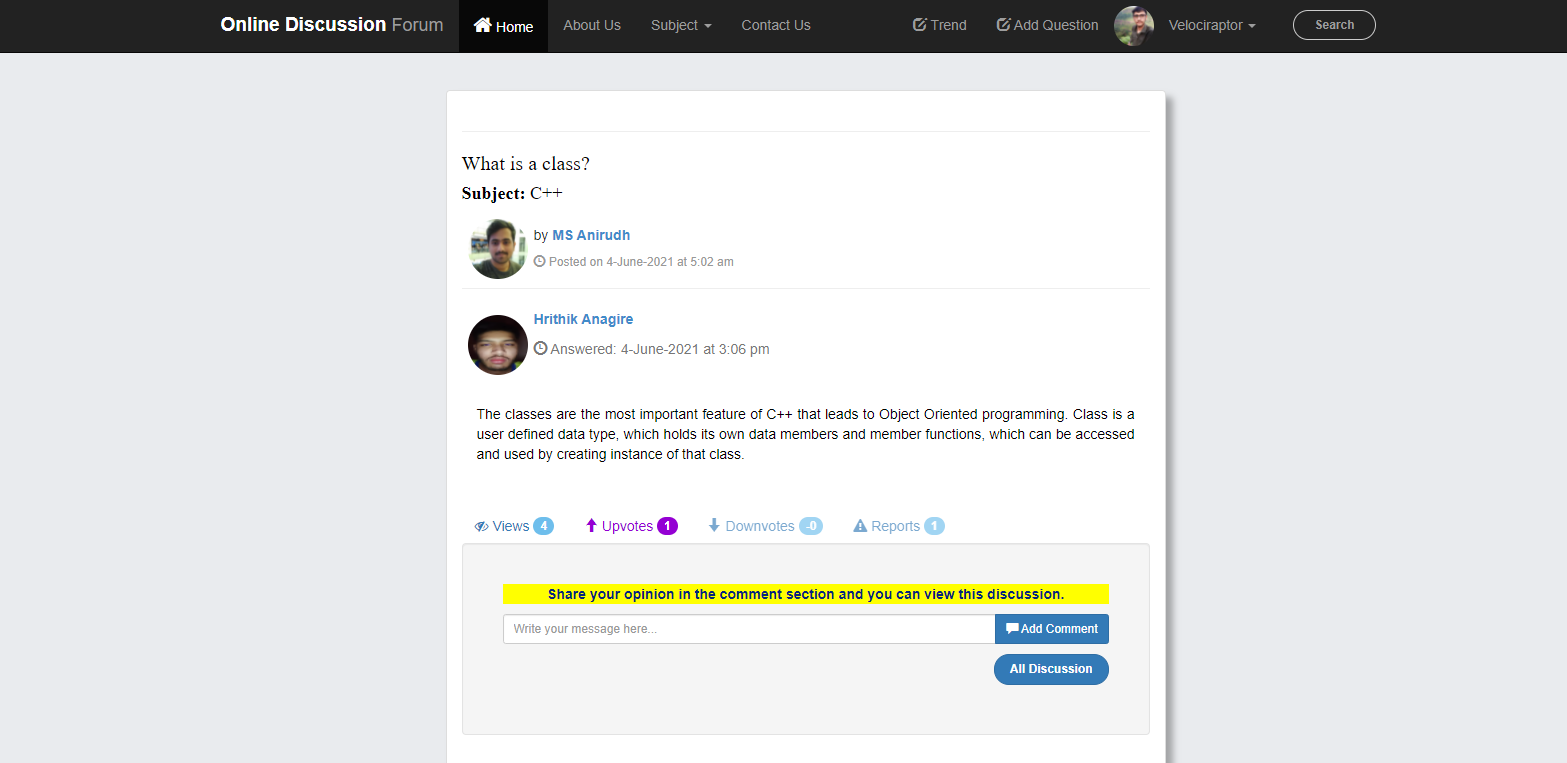 Online Discussion Forum Home About Us Subject Contact Us Trend Add Question Velociraptor Search
What is a class?
Subject: C++
by MS Anirudh
Posted on 4-June-2021 at 5:02 am
Hrithik Anagire
Answered: 4-June-2021 at 3:06 pm
The classes are the most important feature of C++ that leads to Object Oriented programming. Class is a
user defined data type, which holds its own data members and member functions, which can be accessed
and used by creating instance of that class.
Views 4 Upvotes 1 Downvotes -0 Reports 1
Share your opinion in the comment section and you can view this discussion.
Write your message here... Add Comment
All Discussion